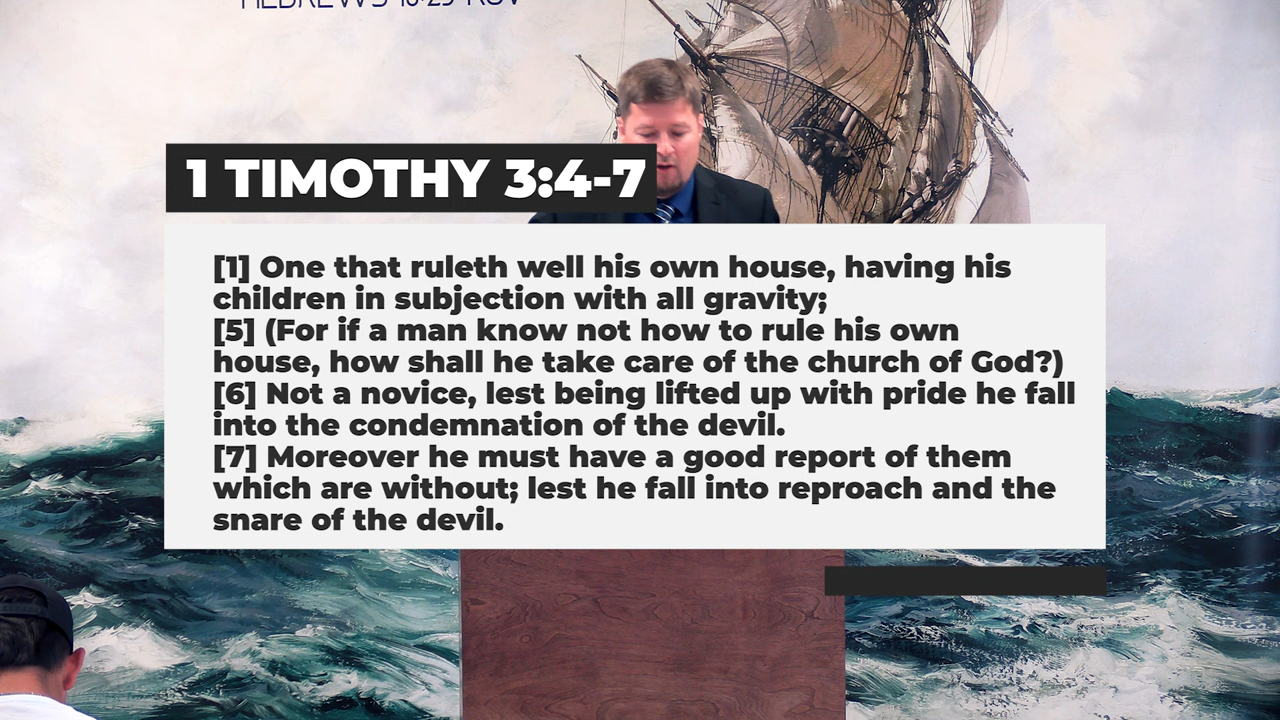 1 TIMOTHY 3:4-7
[1] One that ruleth well his own house, having his
children in subjection with all gravity;
[5] (For if a man know not how to rule his own
house, how shall he take care of the church of God?)
[6] Not a novice, lest being lifted up with pride he fall
into the condemnation of the devil.
[7] Moreover he must have a good report of them
which are without; lest he fall into reproach and the
snare of the devil.